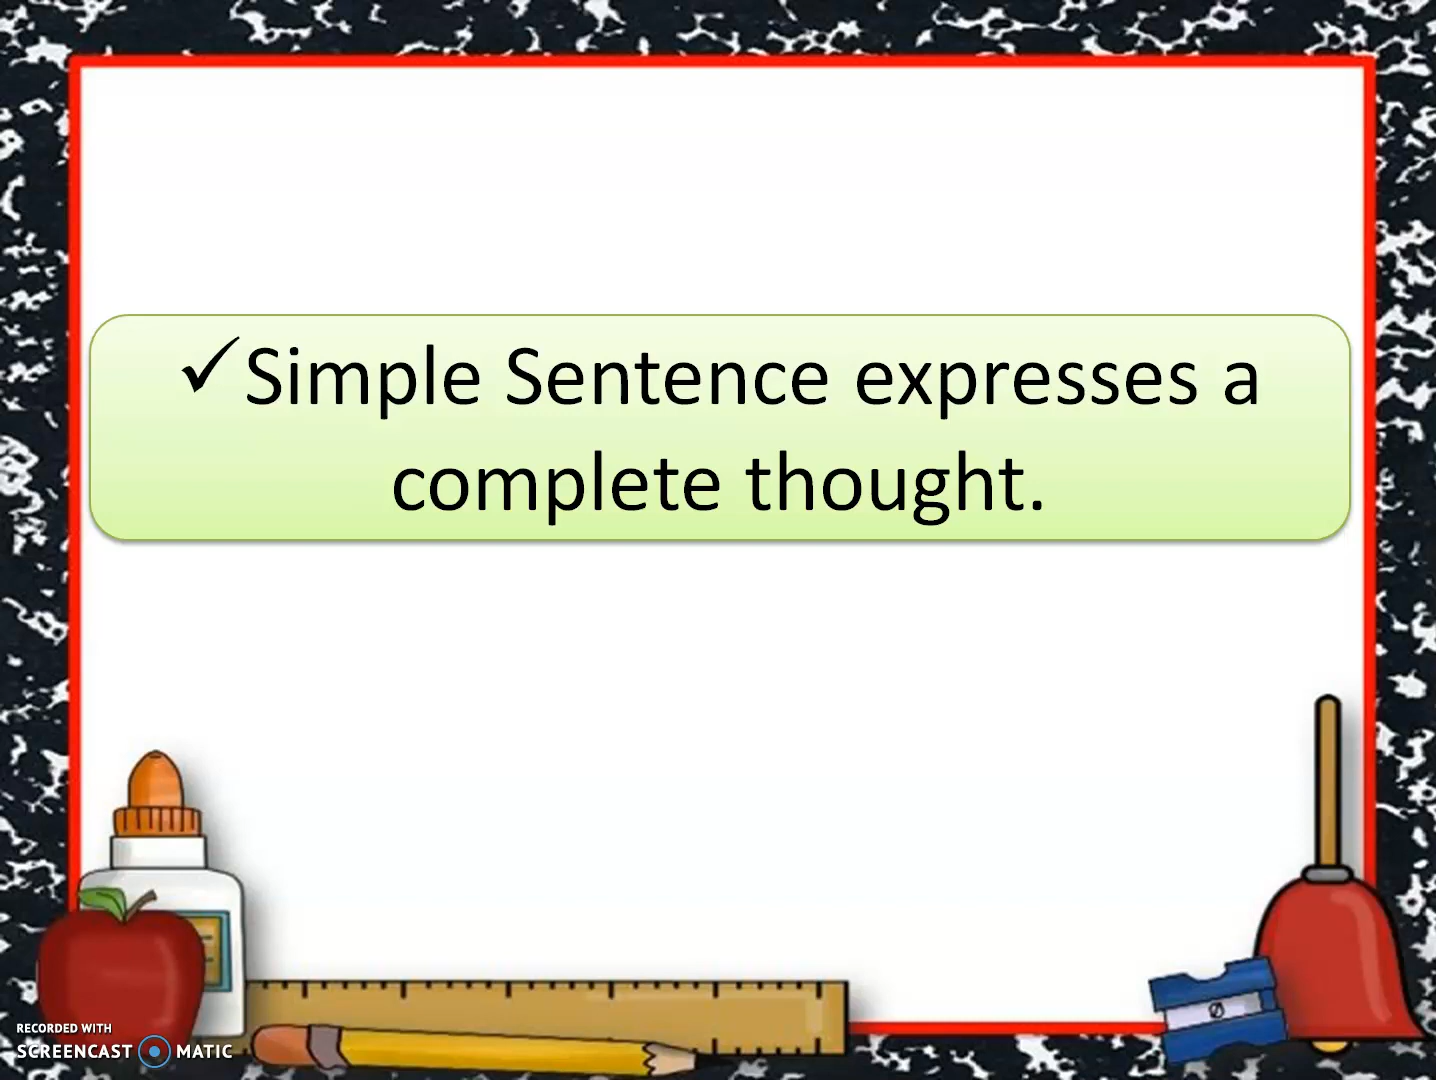 ✓Simple Sentence expresses a
complete thought.
RECORDED WITH
SCREENCAST MATIC